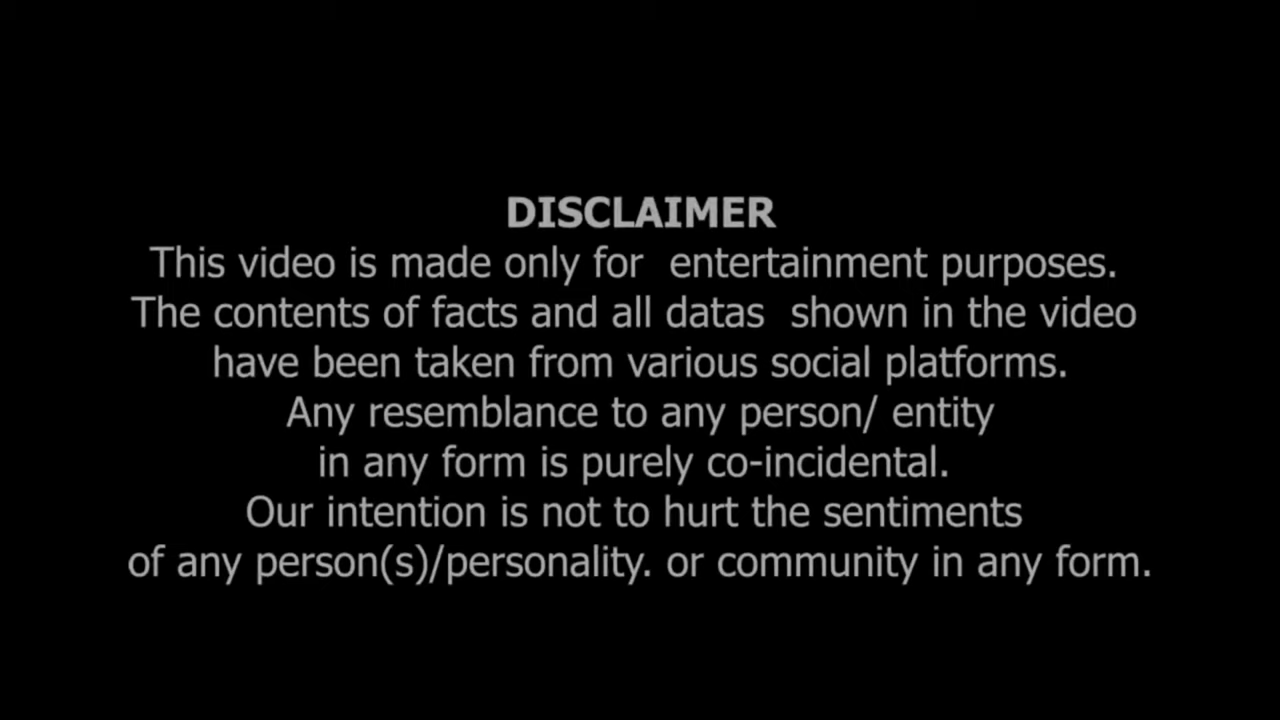 DISCLAIMER
This video is made only for  entertainment purposes.
The contents of facts and all datas  shown in the video
have been taken from various social platforms.
Any resemblance to any person/ entity
in any form is purely co-incidental.
Our intention is not to hurt the sentiments
of any person(s)/personality. or community in any form.